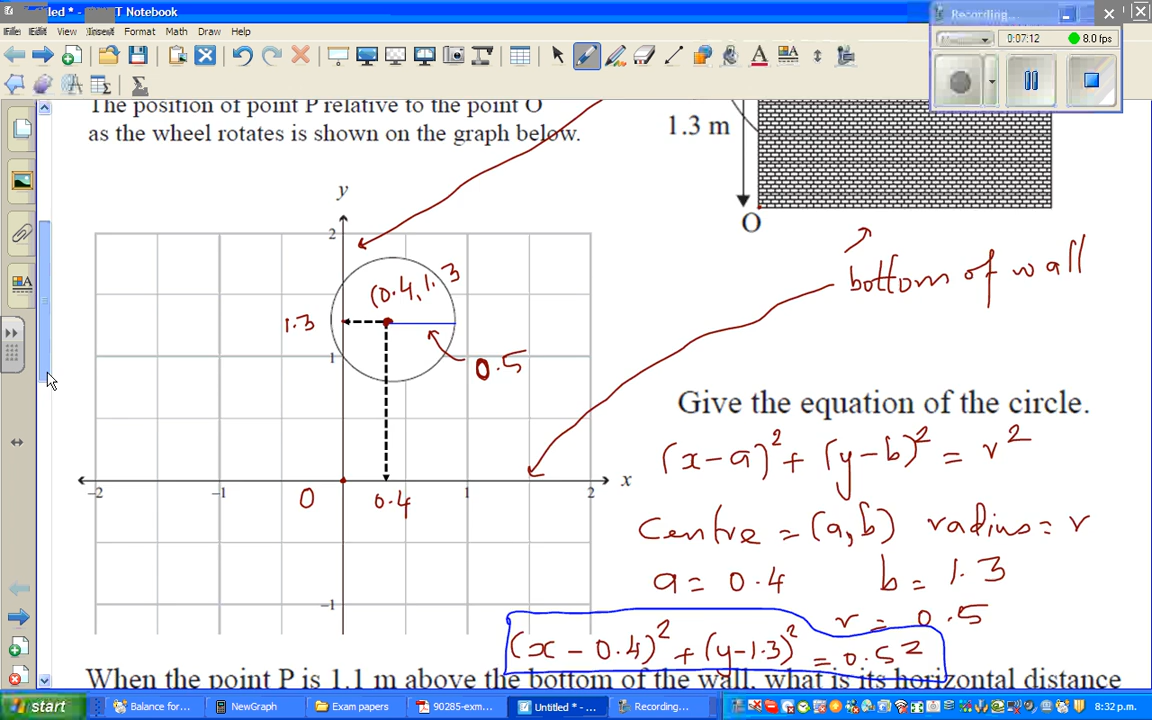 Untitled * - SMART Notebook
Recording...
File Edit View Insert Format Math Draw Help
0:07:12 8.0 fps
The position of point P relative to the point O
as the wheel rotates is shown on the graph below.
1.3 m
O
bottom of wall
y
2
(0.4, 1.3
1.3
1
0.5
-2 -1 O 0.4 1 2 x
-1
Give the equation of the circle.
(x-a)² + (y-b)² = r²
Centre = (a,b) radius = r
a = 0.4 b = 1.3
r = 0.5
(x - 0.4)² + (y-1.3)² = 0.5²
When the point P is 1.1 m above the bottom of the wall, what is its horizontal distance
start Balance for... NewGraph Exam papers 90285-exm... Untitled * - ... Recording... 8:32 p.m.